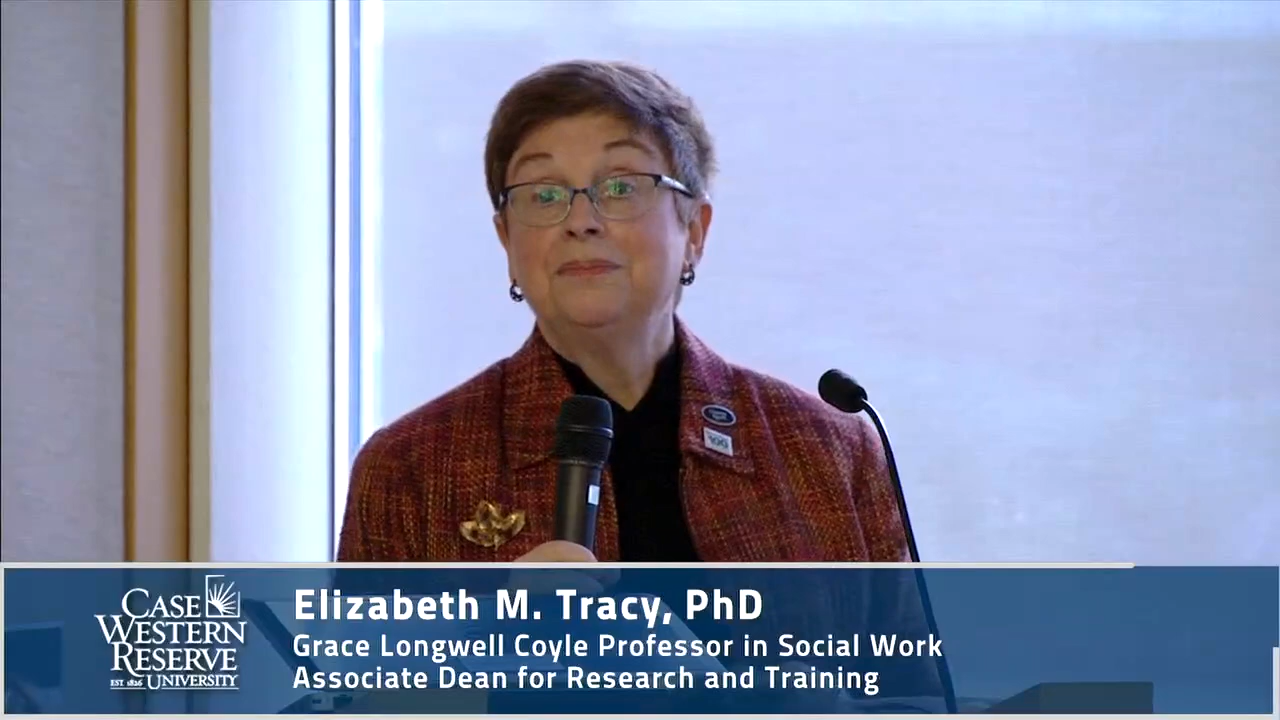 CASE
WESTERN
RESERVE
EST. 1826 UNIVERSITY
Elizabeth M. Tracy, PhD
Grace Longwell Coyle Professor in Social Work
Associate Dean for Research and Training
100